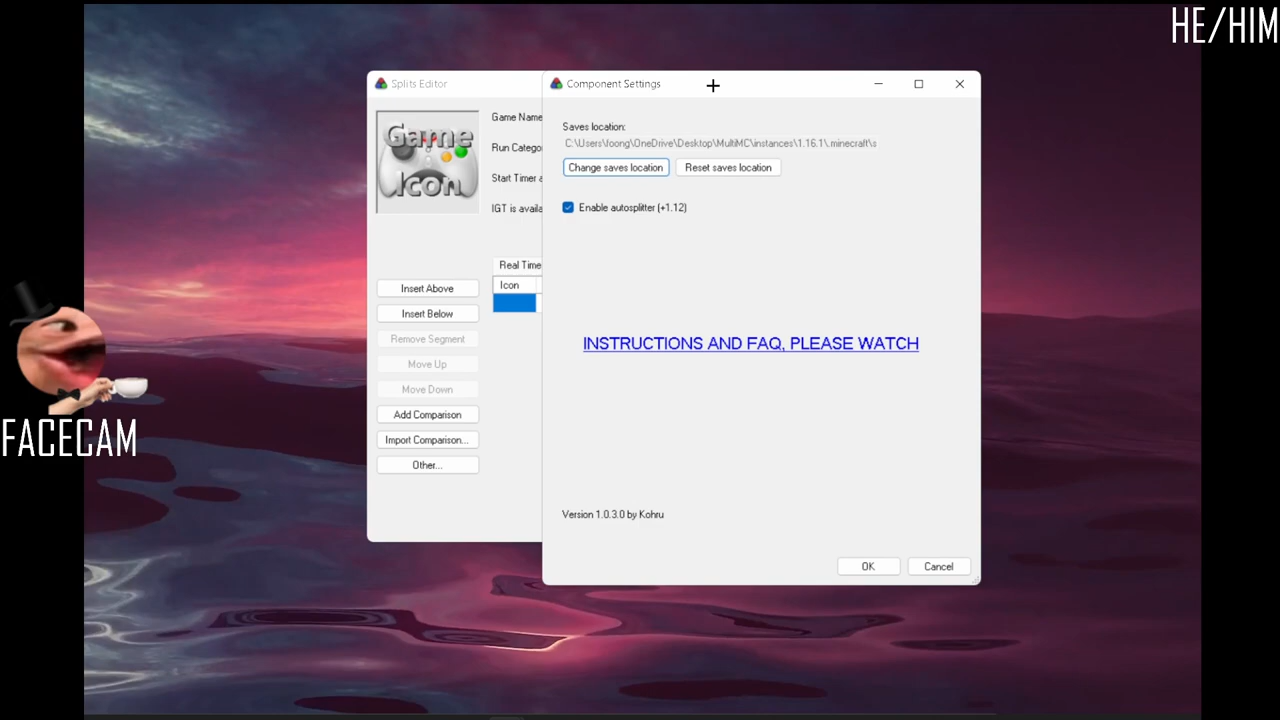 HE/HIM
Splits Editor
Component Settings
Game Icon
Game Name
Run Catego
Start Timer a
IGT is availa
Saves location:
C:\Users\foong\OneDrive\Desktop\MultiMC\instances\1.16.1\.minecraft\s
Change saves location
Reset saves location
Enable autosplitter (+1.12)
Real Time
Icon
Insert Above
Insert Below
Remove Segment
Move Up
Move Down
Add Comparison
Import Comparison...
Other...
INSTRUCTIONS AND FAQ, PLEASE WATCH
FACECAM
Version 1.0.3.0 by Kohru
OK
Cancel